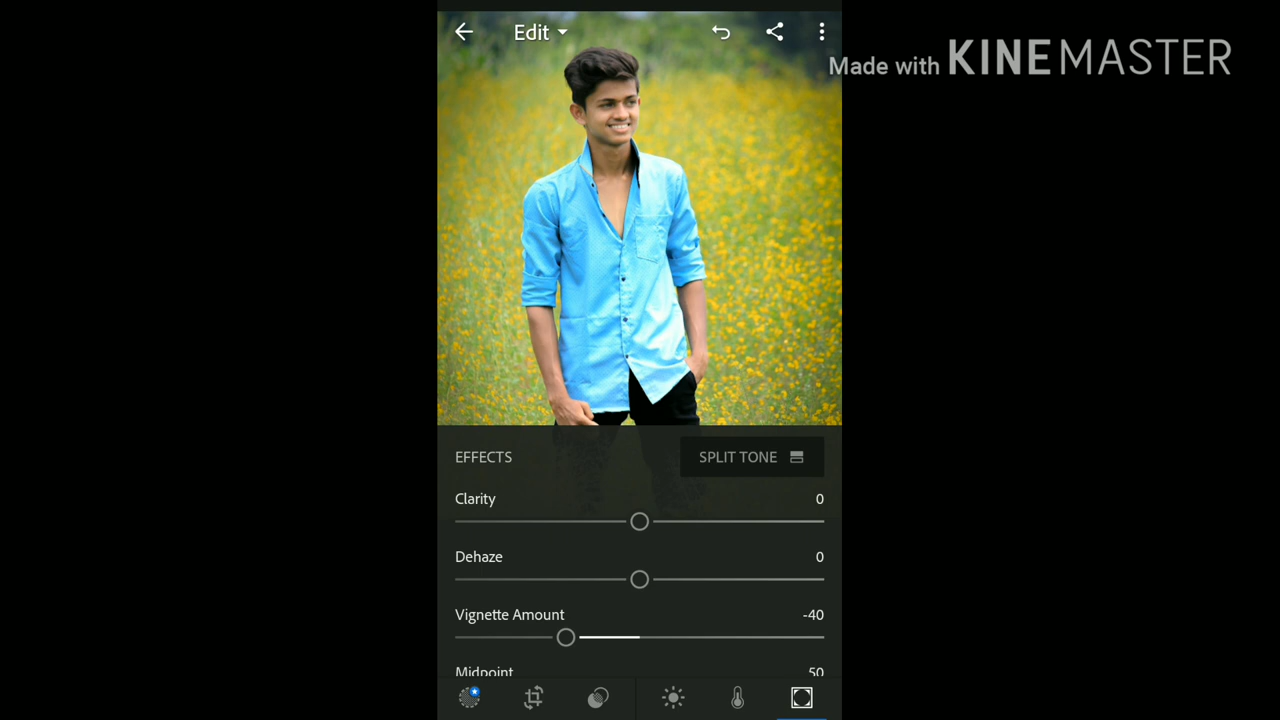 Edit
Made with KINEMASTER
EFFECTS
SPLIT TONE
Clarity 0
Dehaze 0
Vignette Amount -40
Midpoint 50